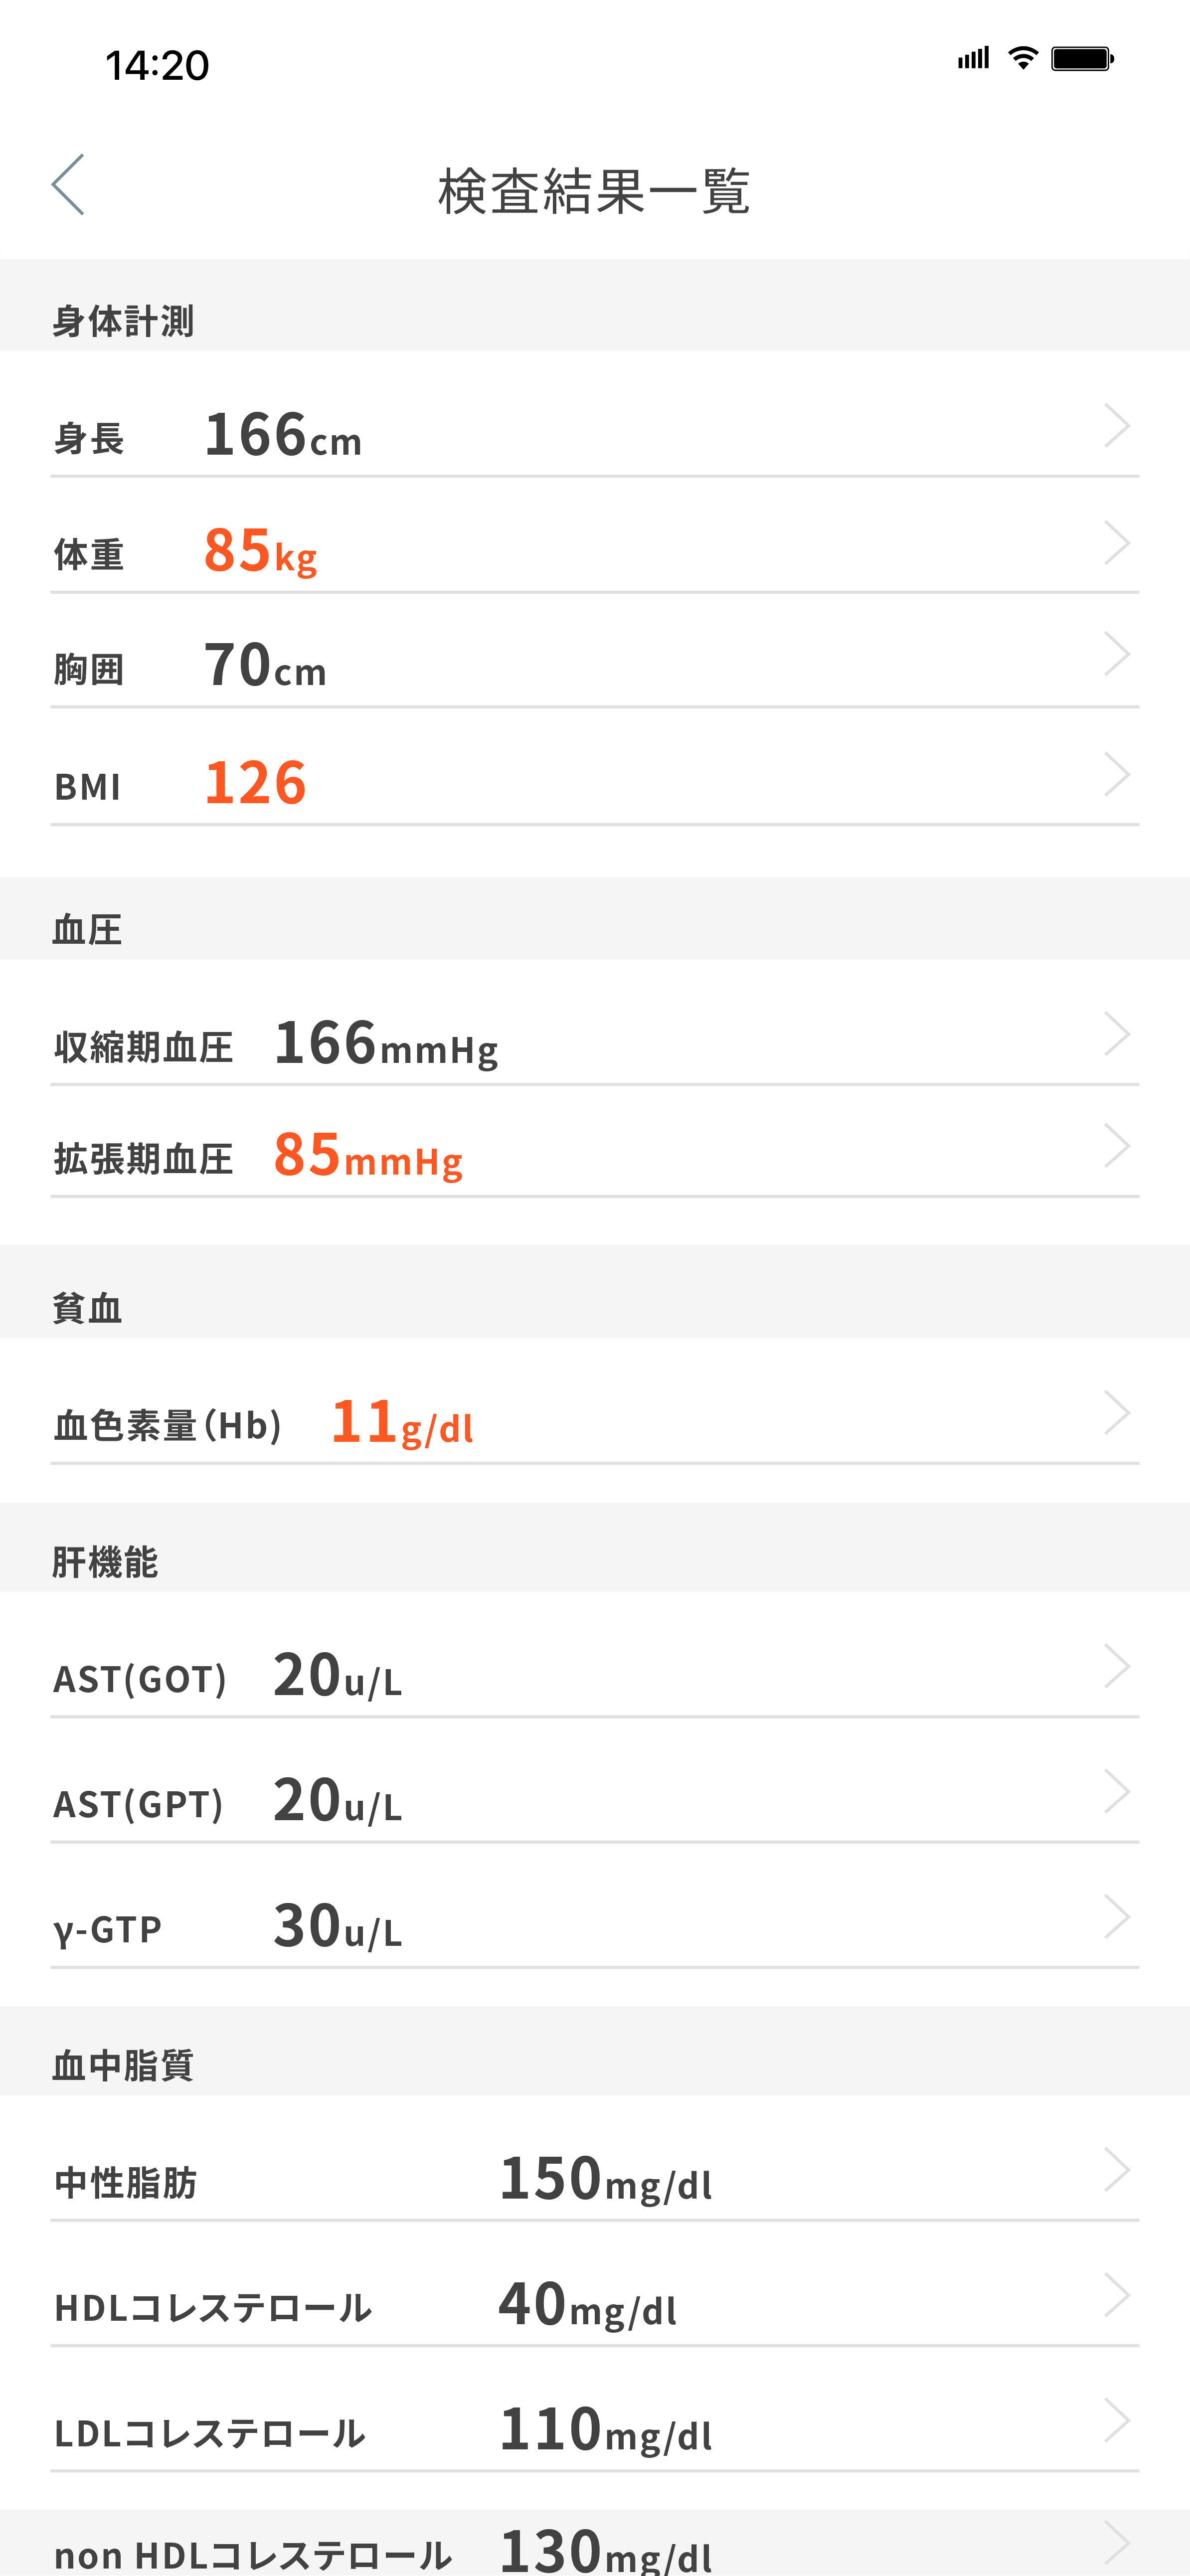 14:20
検査結果一覧
身体計測
身長 166cm
体重 85kg
胸囲 70cm
BMI 126
血圧
収縮期血圧 166mmHg
拡張期血圧 85mmHg
貧血
血色素量(Hb) 11g/dl
肝機能
AST(GOT) 20u/L
AST(GPT) 20u/L
γ-GTP 30u/L
血中脂質
中性脂肪 150mg/dl
HDLコレステロール 40mg/dl
LDLコレステロール 110mg/dl
non HDLコレステロール 130mg/dl